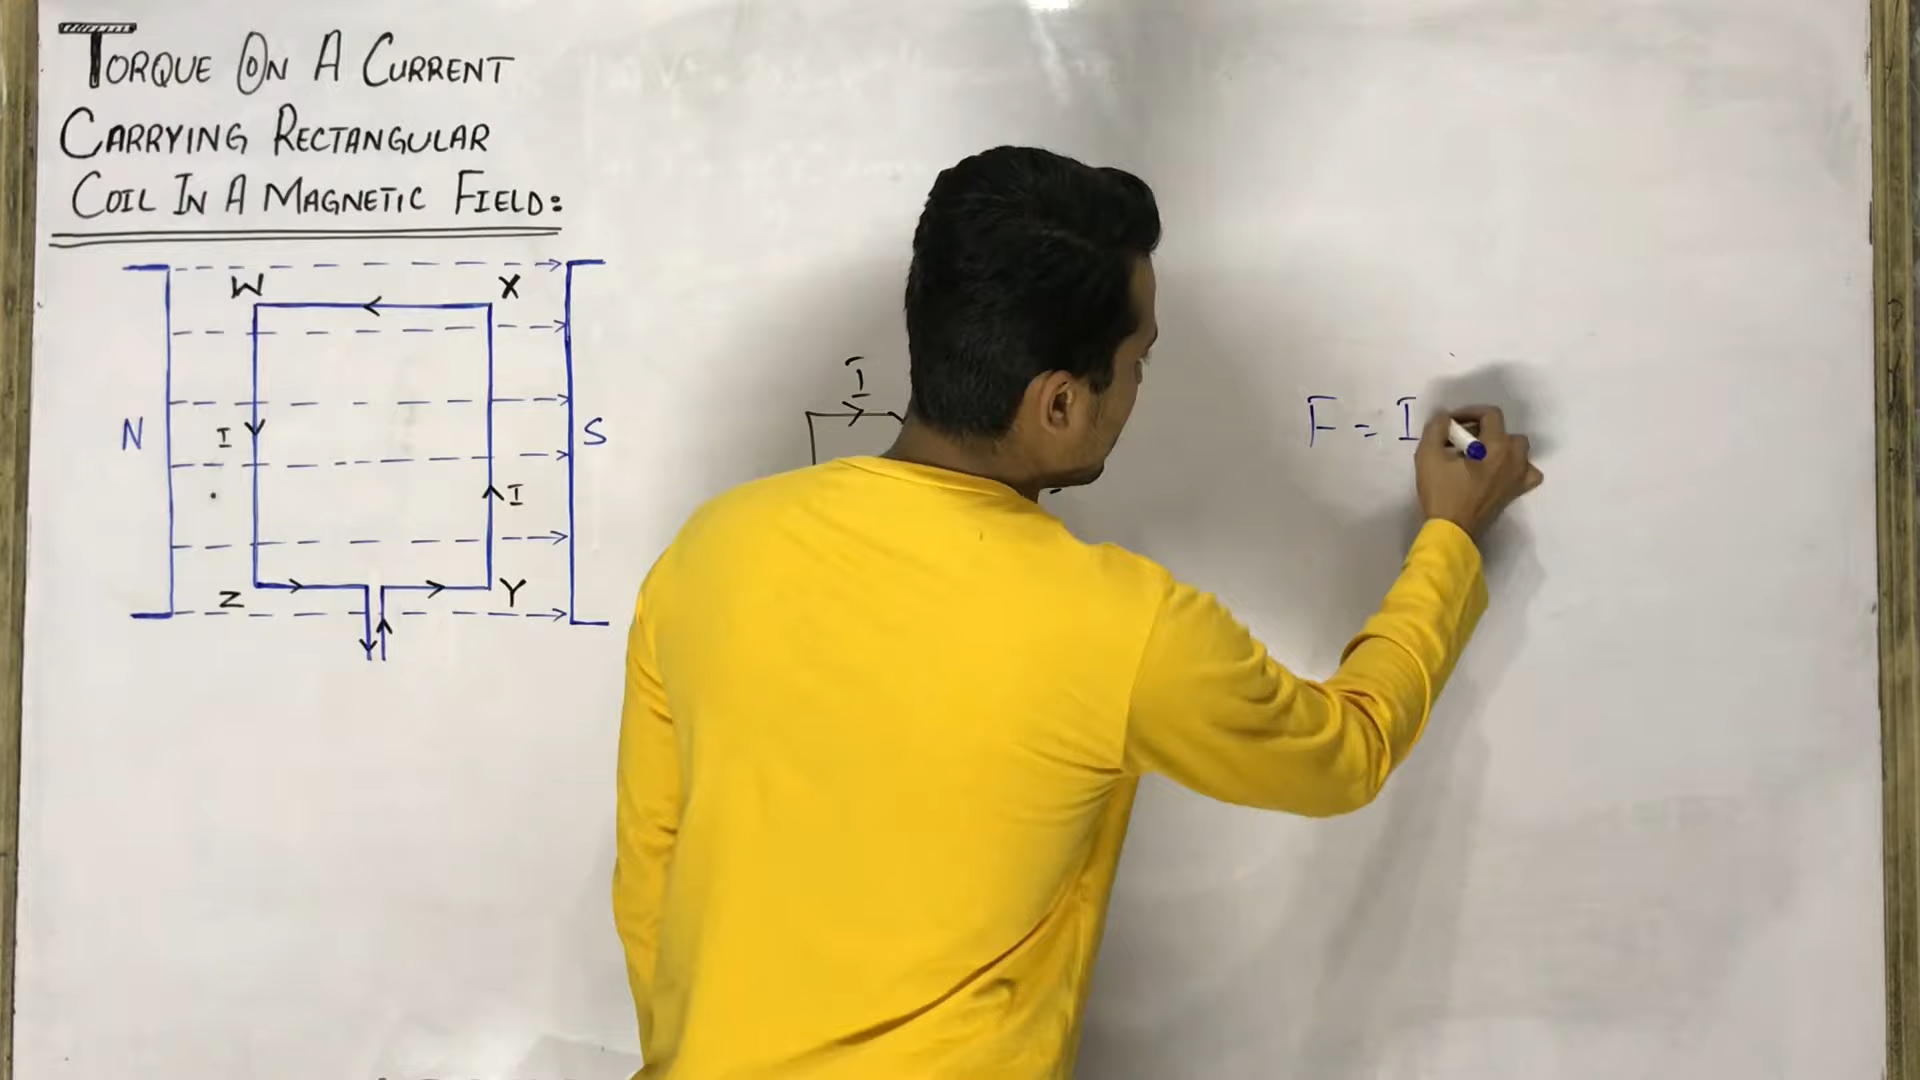 TORQUE ON A CURRENT
CARRYING RECTANGULAR
COIL IN A MAGNETIC FIELD:
W X
N I S
I
Z Y
I
F = I